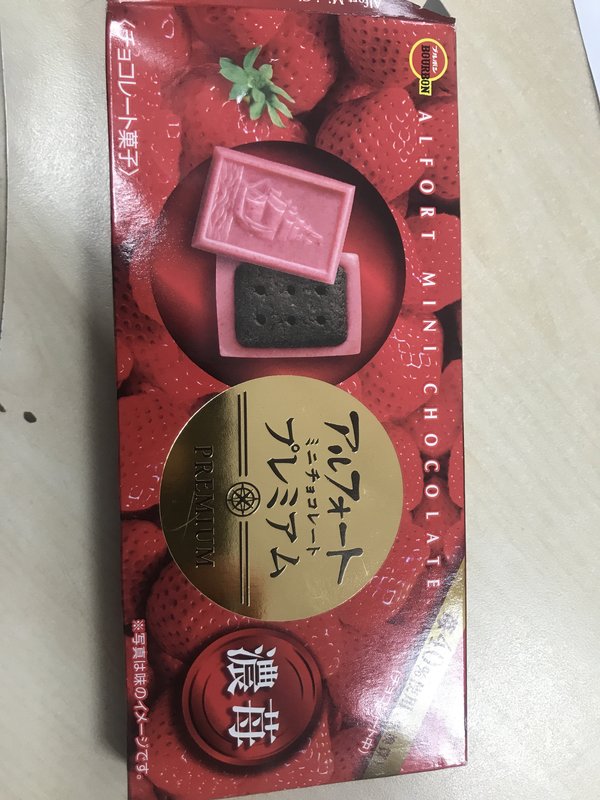 Alfort Mini
ブルボン
BOURBON
ALFORT MINI CHOCOLATE
アルフォート
ミニチョコレート
プレミアム
PREMIUM
濃苺
〈チョコレート菓子〉
※写真は味のイメージです。